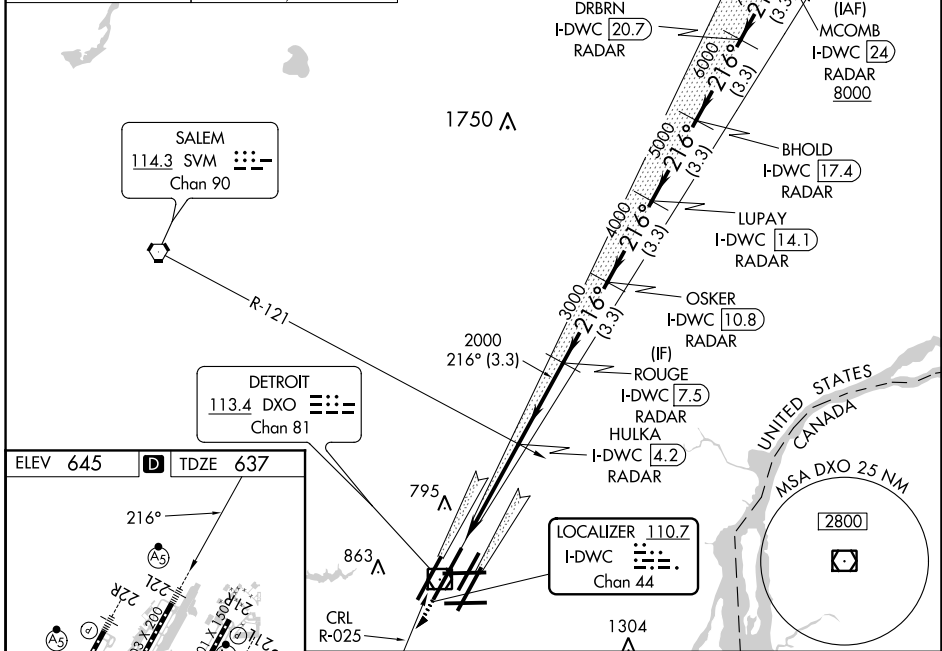 DRBRN
I-DWC 20.7
RADAR
(IAF)
MCOMB
I-DWC 24
RADAR
8000
(3.3)
6000
216°
(3.3)
1750
BHOLD
I-DWC 17.4
RADAR
5000
216°
(3.3)
SALEM
114.3 SVM
Chan 90
LUPAY
I-DWC 14.1
RADAR
4000
216°
(3.3)
OSKER
I-DWC 10.8
RADAR
R-121
3000
216°
(3.3)
2000
216° (3.3)
(IF)
ROUGE
I-DWC 7.5
RADAR
DETROIT
113.4 DXO
Chan 81
HULKA
I-DWC 4.2
RADAR
UNITED STATES
CANADA
MSA DXO 25 NM
2800
ELEV 645 D TDZE 637
795
863
LOCALIZER 110.7
I-DWC
Chan 44
CRL
R-025
1304
216°
A5
22R
22L
21R
A5
P
P